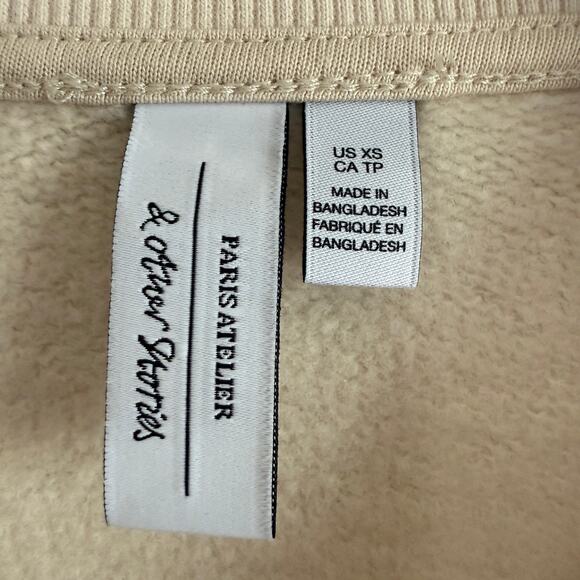 PARIS ATELIER
& Other Stories
US XS
CA TP
MADE IN
BANGLADESH
FABRIQUÉ EN
BANGLADESH